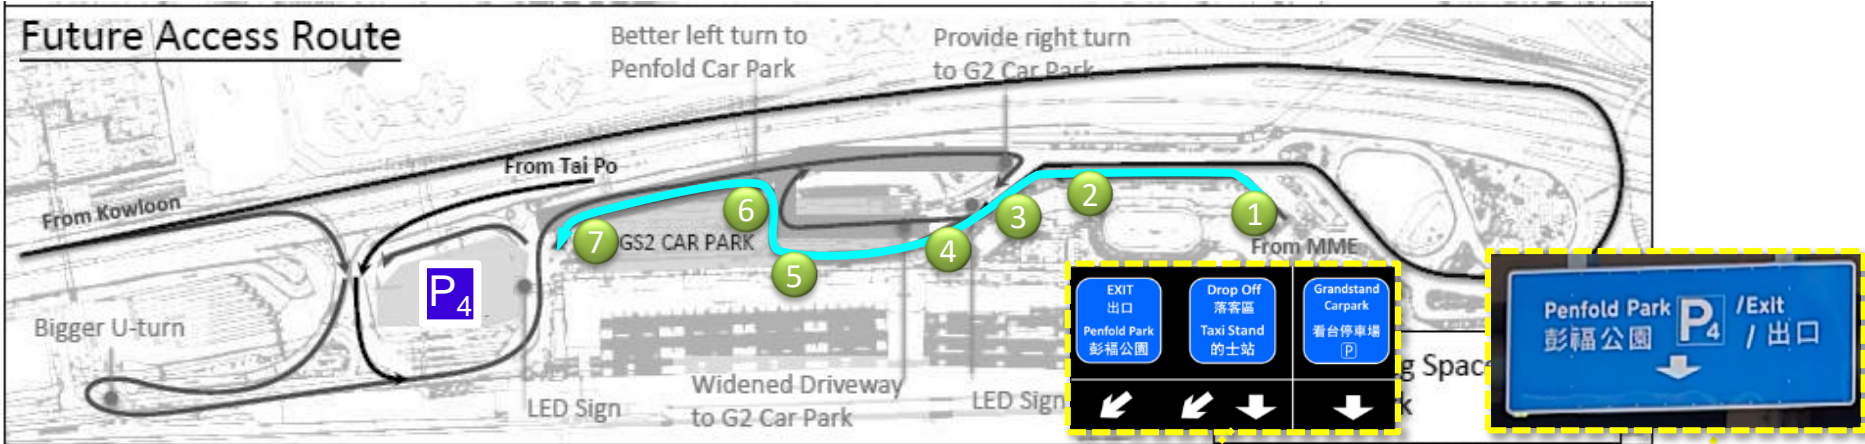 Future Access Route
Better left turn to
Penfold Car Park
Provide right turn
to G2 Car Park
From Tai Po
From Kowloon
1
2
3
4
5
6
7
GS2 CAR PARK
From MME
P4
Bigger U-turn
LED Sign
Widened Driveway
to G2 Car Park
LED Sign
EXIT
出口
Penfold Park
彭福公園
Drop Off
落客區
Taxi Stand
的士站
Grandstand
Carpark
看台停車場
P
Penfold Park P4 /Exit
彭福公園 / 出口